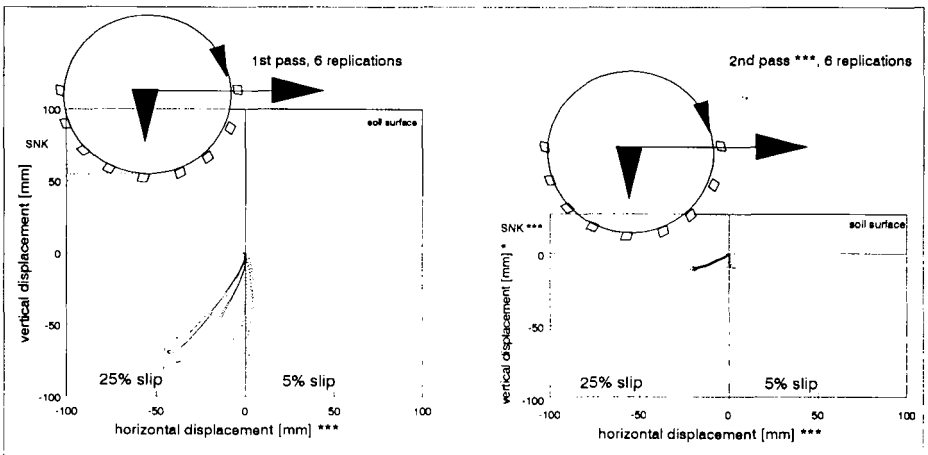 1st pass, 6 replications
100
soil surface
SNK
50
0
-50
-100
vertical displacement [mm]
25% slip
5% slip
-100
-50
0
50
100
horizontal displacement [mm] ***
2nd pass ***, 6 replications
SNK ***
soil surface
0
-50
-100
vertical displacement [mm] *
25% slip
5% slip
-100
-50
0
50
100
horizontal displacement [mm] ***